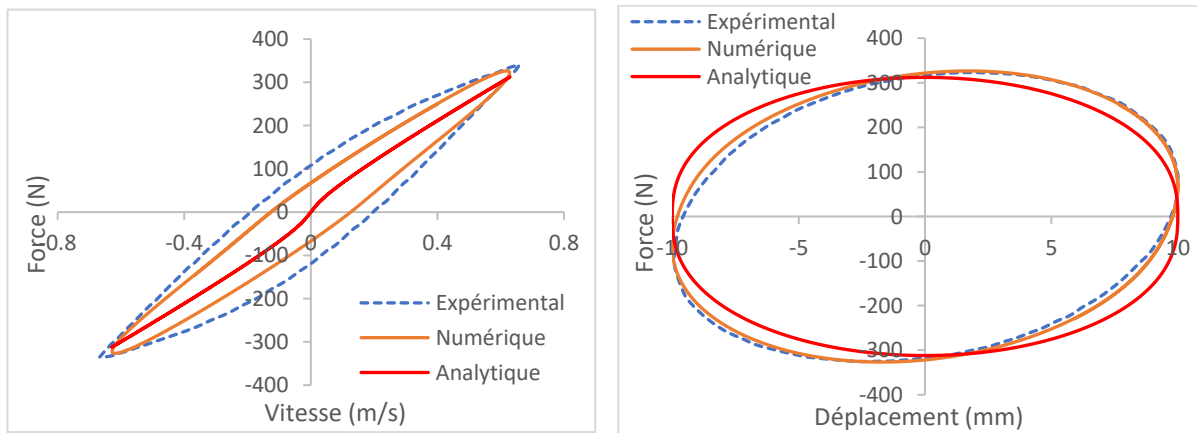 400
300
200
100
0
-100
-200
-300
-400
-0.8
-0.4
0
0.4
0.8
Force (N)
Vitesse (m/s)
Expérimental
Numérique
Analytique
Expérimental
Numérique
Analytique
400
300
200
100
0
-100
-200
-300
-400
-10
-5
0
5
10
Force (N)
Déplacement (mm)